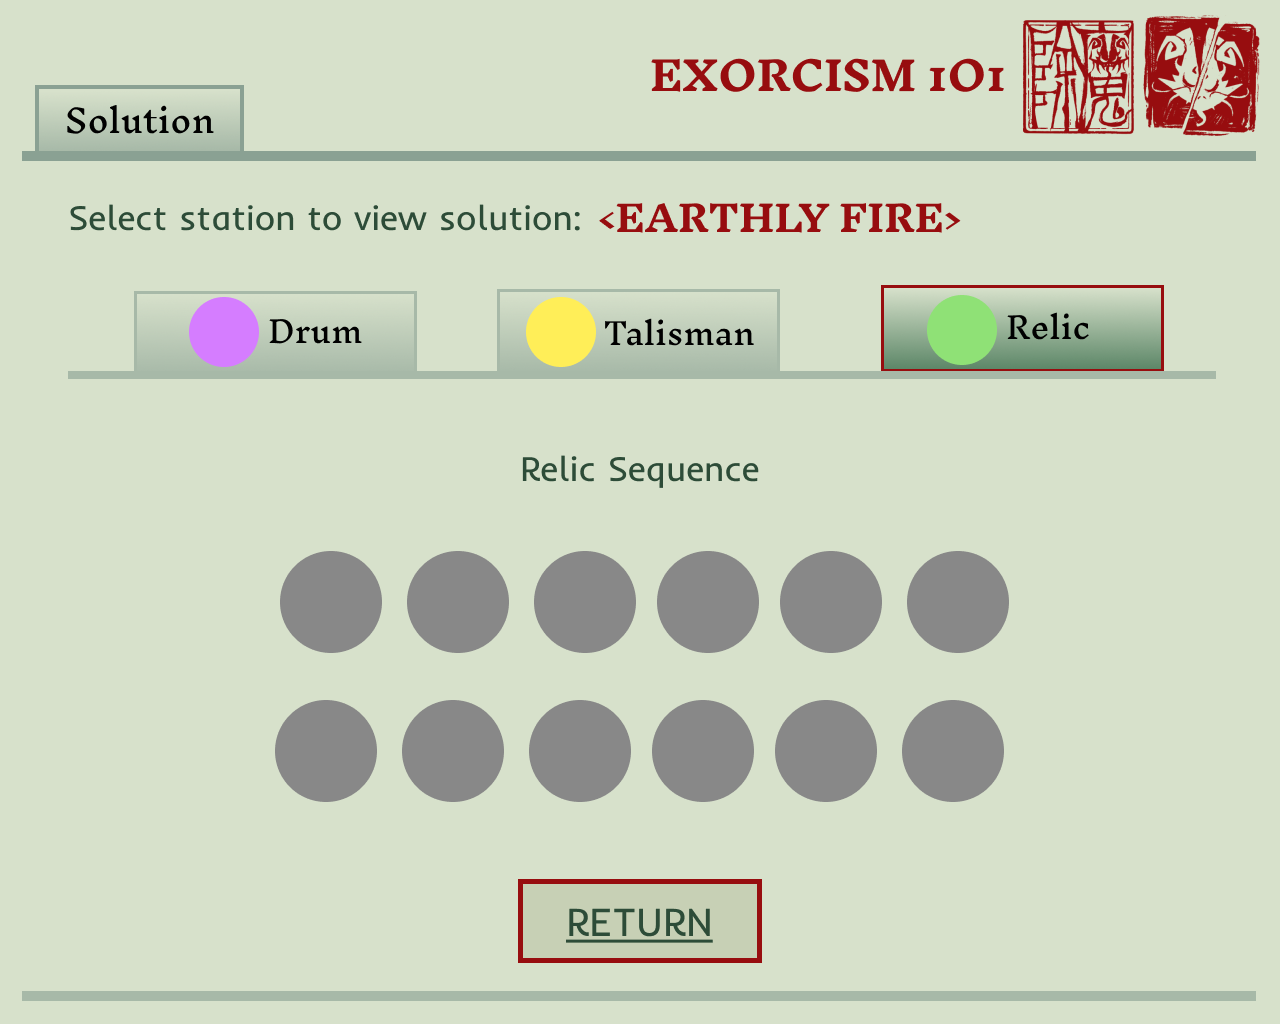 EXORCISM 101
Solution
Select station to view solution: <EARTHLY FIRE>
Drum
Talisman
Relic
Relic Sequence
RETURN